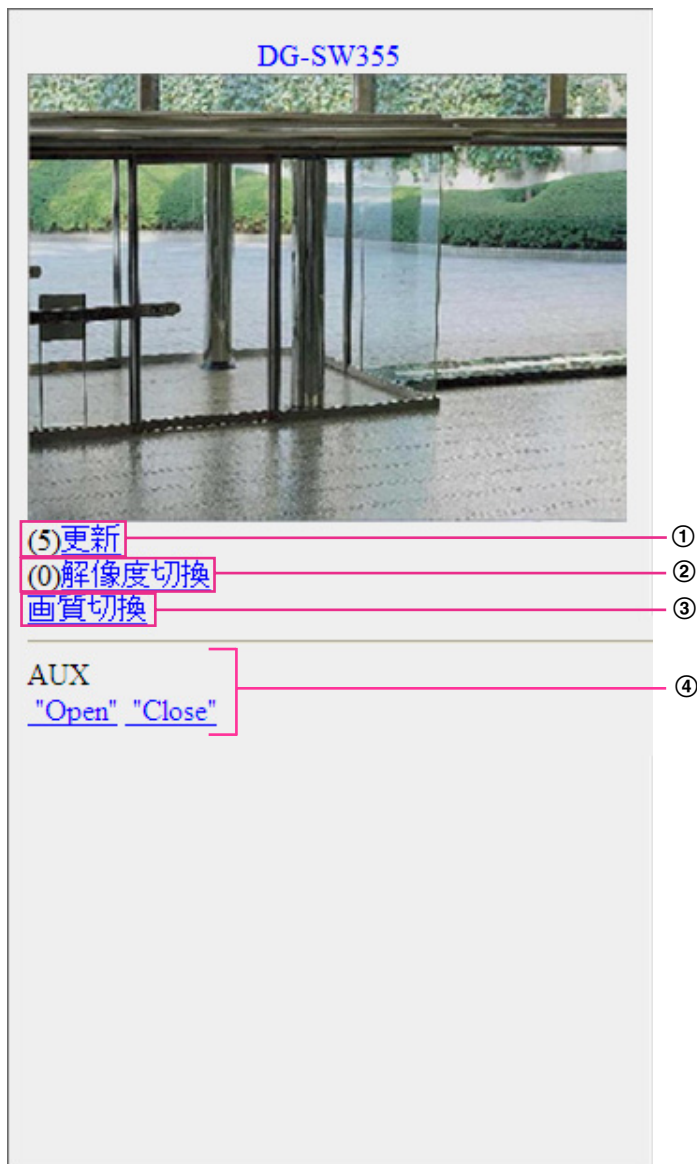 DG-SW355
(5)更新 ①
(0)解像度切換 ②
画質切換 ③
AUX ④
"Open" "Close"